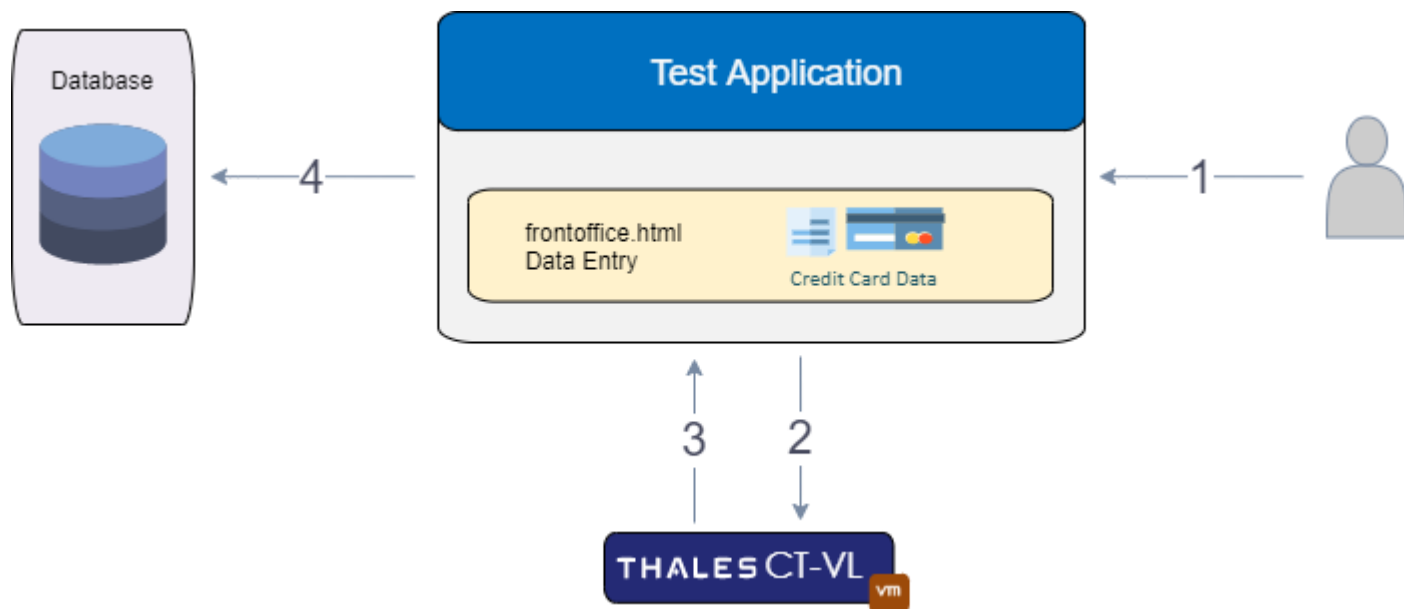 Database
Test Application
4
1
frontoffice.html
Data Entry
Credit Card Data
3
2
THALES CT-VL
vm